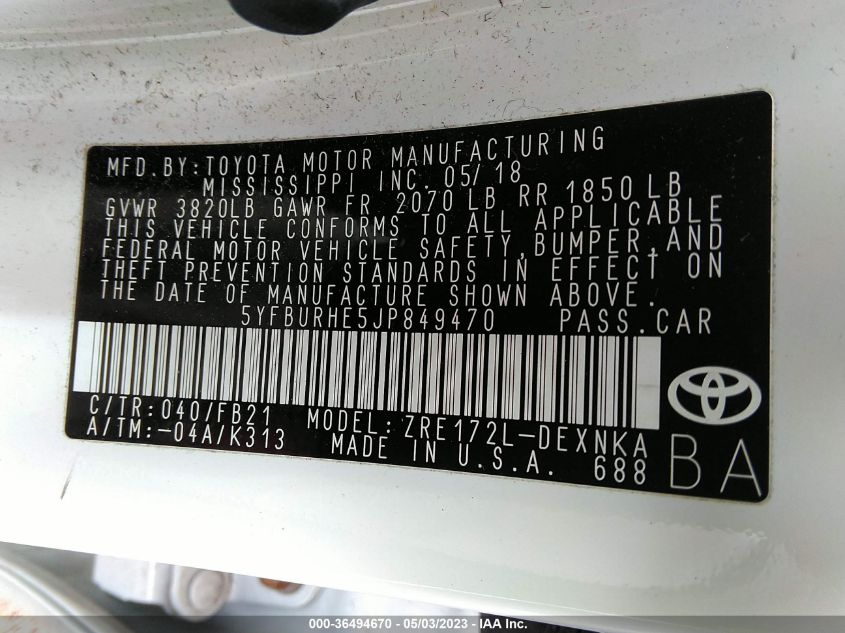 MFD.BY:TOYOTA MOTOR MANUFACTURING
MISSISSIPPI INC. 05/18
GVWR 3820LB GAWR FR 2070 LB RR 1850 LB
THIS VEHICLE CONFORMS TO ALL APPLICABLE
FEDERAL MOTOR VEHICLE SAFETY,BUMPER,AND
THEFT PREVENTION STANDARDS IN EFFECT ON
THE DATE OF MANUFACTURE SHOWN ABOVE.
5YFBURHE5JP849470 PASS.CAR
C/TR:040/FB21 MODEL:ZRE172L-DEXNKA
A/TM:-04A/K313 MADE IN U.S.A. 688
BA
000-36494670 - 05/03/2023 - IAA Inc.